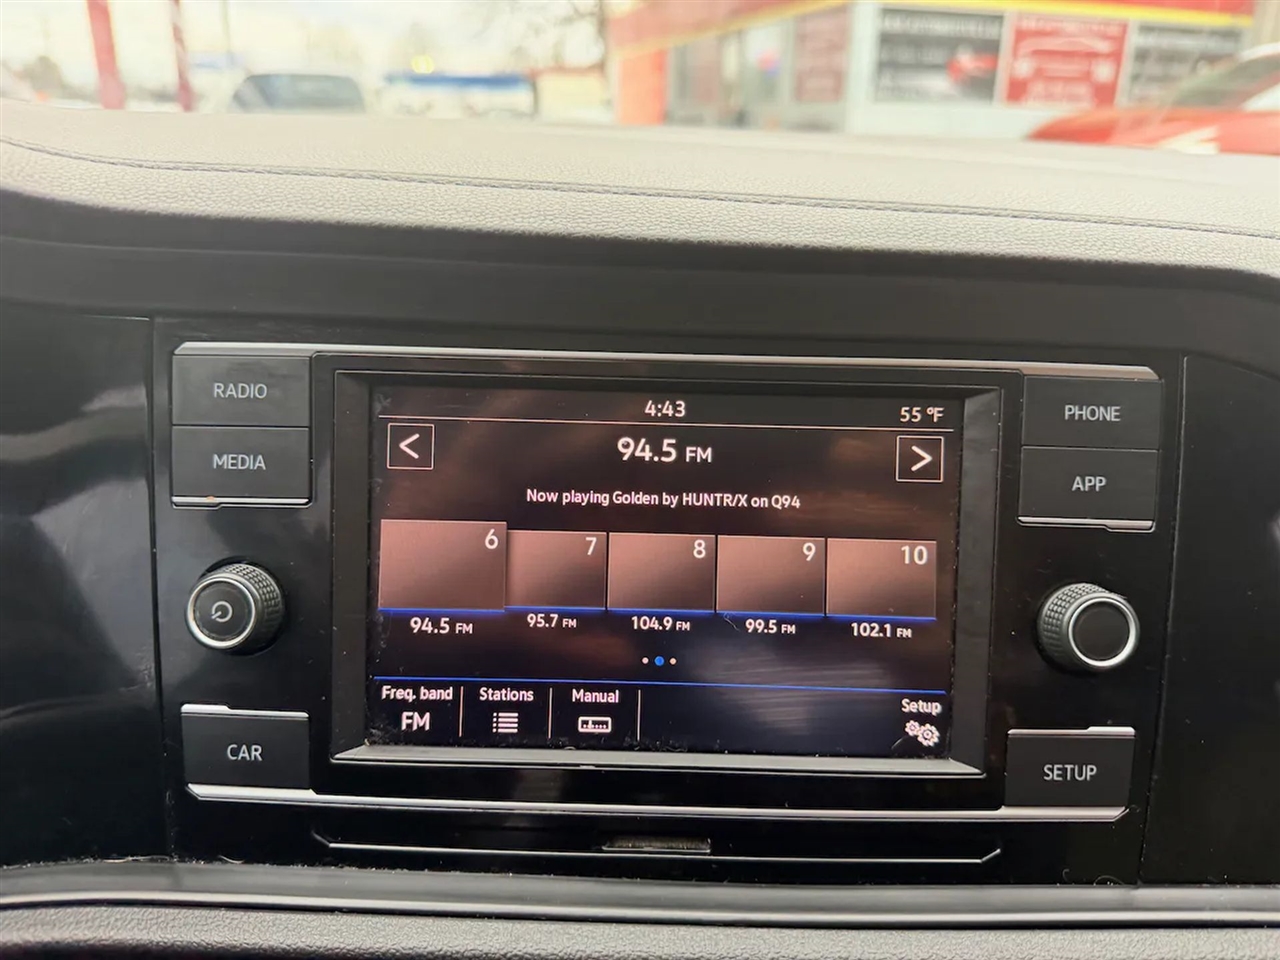 RADIO
MEDIA
CAR
PHONE
APP
SETUP
4:43
55 °F
<
94.5 FM
>
Now playing Golden by HUNTR/X on Q94
6
7
8
9
10
94.5 FM
95.7 FM
104.9 FM
99.5 FM
102.1 FM
Freq. band
FM
Stations
Manual
Setup